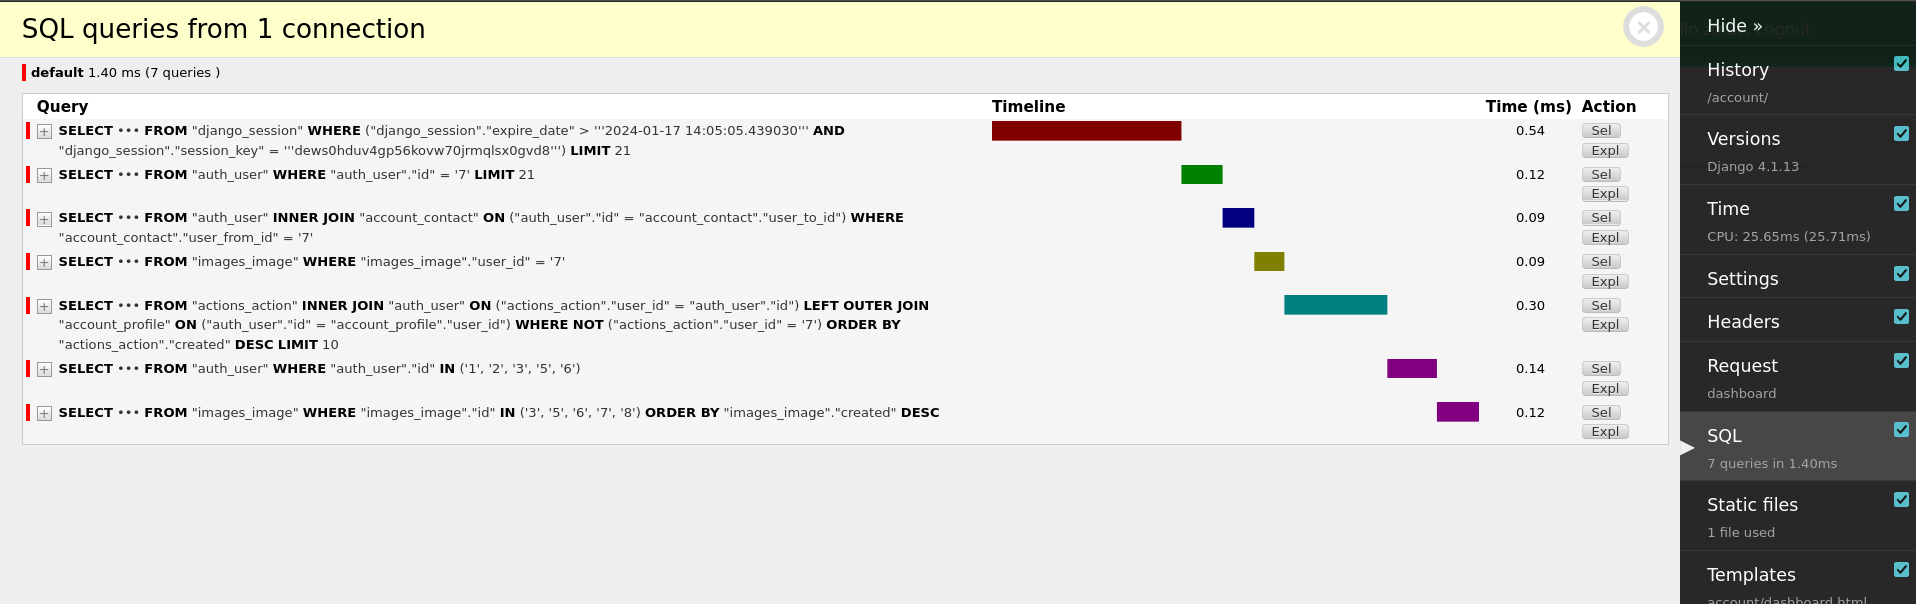 SQL queries from 1 connection
default 1.40 ms (7 queries )
Query Timeline Time (ms) Action
SELECT ••• FROM "django_session" WHERE ("django_session"."expire_date" > '''2024-01-17 14:05:05.439030''' AND
"django_session"."session_key" = '''dews0hduv4gp56kovw70jrmqlsx0gvd8''') LIMIT 21
0.54
Sel
Expl
SELECT ••• FROM "auth_user" WHERE "auth_user"."id" = '7' LIMIT 21
0.12
Sel
Expl
SELECT ••• FROM "auth_user" INNER JOIN "account_contact" ON ("auth_user"."id" = "account_contact"."user_to_id") WHERE
"account_contact"."user_from_id" = '7'
0.09
Sel
Expl
SELECT ••• FROM "images_image" WHERE "images_image"."user_id" = '7'
0.09
Sel
Expl
SELECT ••• FROM "actions_action" INNER JOIN "auth_user" ON ("actions_action"."user_id" = "auth_user"."id") LEFT OUTER JOIN
"account_profile" ON ("auth_user"."id" = "account_profile"."user_id") WHERE NOT ("actions_action"."user_id" = '7') ORDER BY
"actions_action"."created" DESC LIMIT 10
0.30
Sel
Expl
SELECT ••• FROM "auth_user" WHERE "auth_user"."id" IN ('1', '2', '3', '5', '6')
0.14
Sel
Expl
SELECT ••• FROM "images_image" WHERE "images_image"."id" IN ('3', '5', '6', '7', '8') ORDER BY "images_image"."created" DESC
0.12
Sel
Expl
Hide »
Logout
History
/account/
Versions
Django 4.1.13
Time
CPU: 25.65ms (25.71ms)
Settings
Headers
Request
dashboard
SQL
7 queries in 1.40ms
Static files
1 file used
Templates
account/dashboard.html